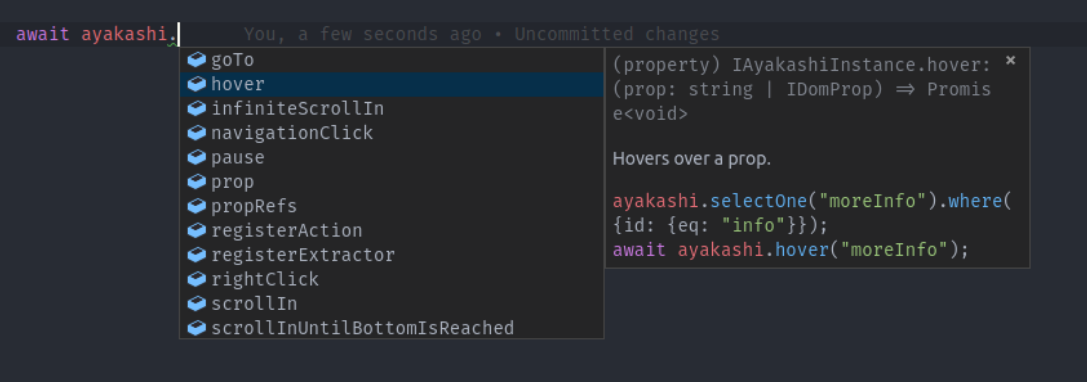 await ayakashi.
You, a few seconds ago • Uncommitted changes
goTo
hover
infiniteScrollIn
navigationClick
pause
prop
propRefs
registerAction
registerExtractor
rightClick
scrollIn
scrollInUntilBottomIsReached
(property) IAyakashiInstance.hover: ×
(prop: string | IDomProp) => Promis
e<void>
Hovers over a prop.
ayakashi.selectOne("moreInfo").where(
{id: {eq: "info"}});
await ayakashi.hover("moreInfo");